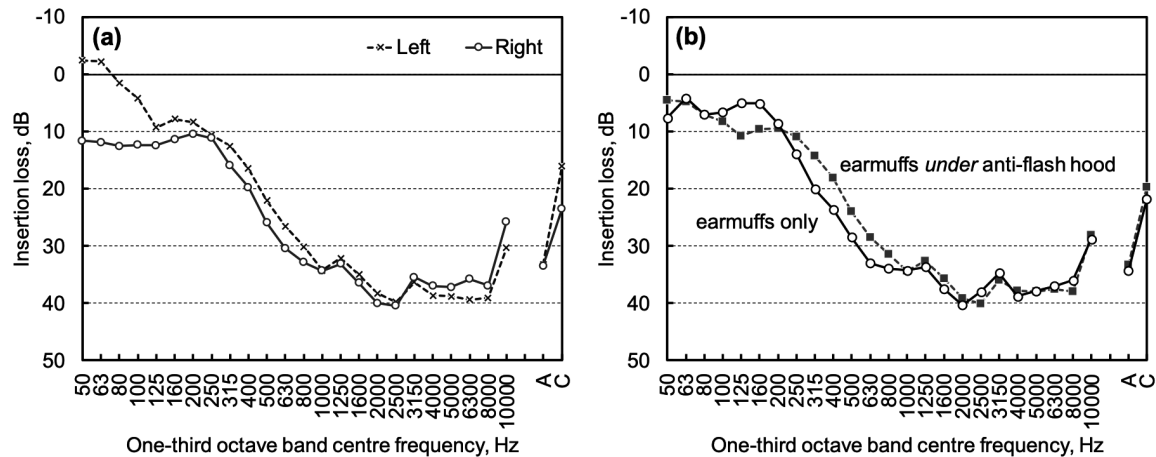 (a)
Left
Right
Insertion loss, dB
-10
0
10
20
30
40
50
50 63 80 100 125 160 200 250 315 400 500 630 800 1000 1250 1600 2000 2500 3150 4000 5000 6300 8000 10000 A C
One-third octave band centre frequency, Hz
(b)
earmuffs under anti-flash hood
earmuffs only
Insertion loss, dB
-10
0
10
20
30
40
50
50 63 80 100 125 160 200 250 315 400 500 630 800 1000 1250 1600 2000 2500 3150 4000 5000 6300 8000 10000 A C
One-third octave band centre frequency, Hz